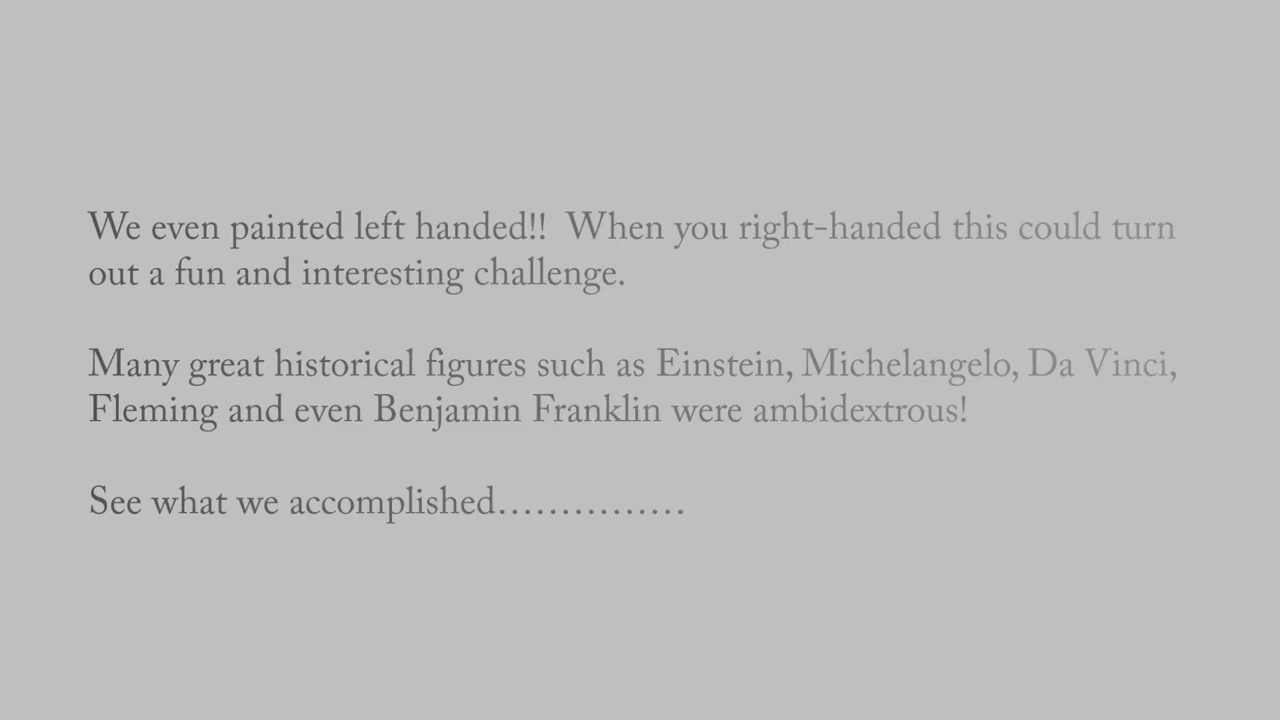 We even painted left handed!!  When you right-handed this could turn
out a fun and interesting challenge.
Many great historical figures such as Einstein, Michelangelo, Da Vinci,
Fleming and even Benjamin Franklin were ambidextrous!
See what we accomplished……………